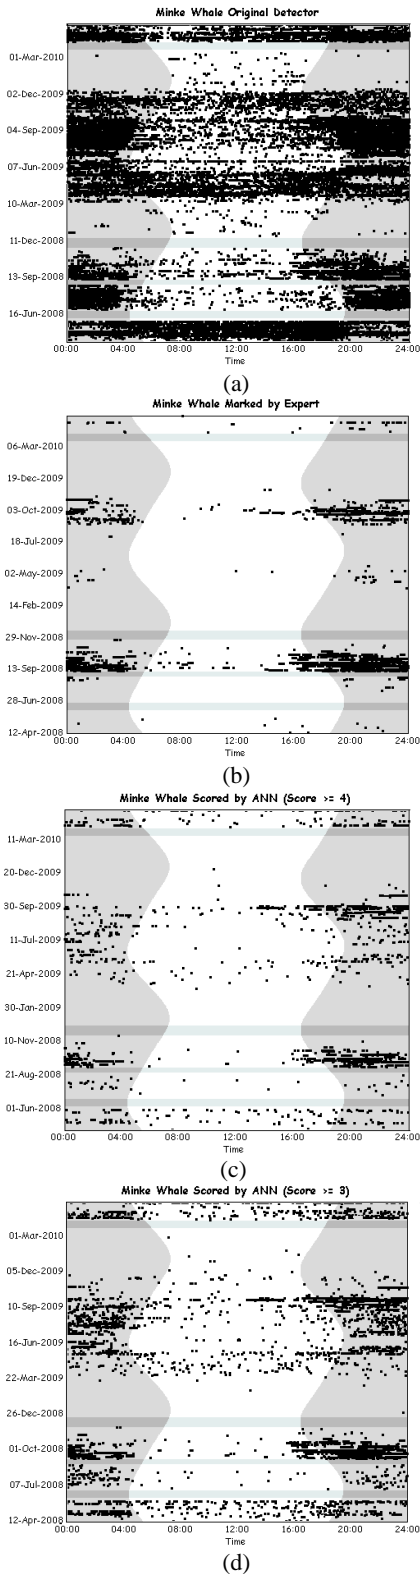 Minke Whale Original Detector
01-Mar-2010
02-Dec-2009
04-Sep-2009
07-Jun-2009
10-Mar-2009
11-Dec-2008
13-Sep-2008
16-Jun-2008
00:00 04:00 08:00 12:00 16:00 20:00 24:00
Time
(a)
Minke Whale Marked by Expert
06-Mar-2010
19-Dec-2009
03-Oct-2009
18-Jul-2009
02-May-2009
14-Feb-2009
29-Nov-2008
13-Sep-2008
28-Jun-2008
12-Apr-2008
00:00 04:00 08:00 12:00 16:00 20:00 24:00
Time
(b)
Minke Whale Scored by ANN (Score >= 4)
11-Mar-2010
20-Dec-2009
30-Sep-2009
11-Jul-2009
21-Apr-2009
30-Jan-2009
10-Nov-2008
21-Aug-2008
01-Jun-2008
00:00 04:00 08:00 12:00 16:00 20:00 24:00
Time
(c)
Minke Whale Scored by ANN (Score >= 3)
01-Mar-2010
05-Dec-2009
10-Sep-2009
16-Jun-2009
22-Mar-2009
26-Dec-2008
01-Oct-2008
07-Jul-2008
12-Apr-2008
00:00 04:00 08:00 12:00 16:00 20:00 24:00
Time
(d)